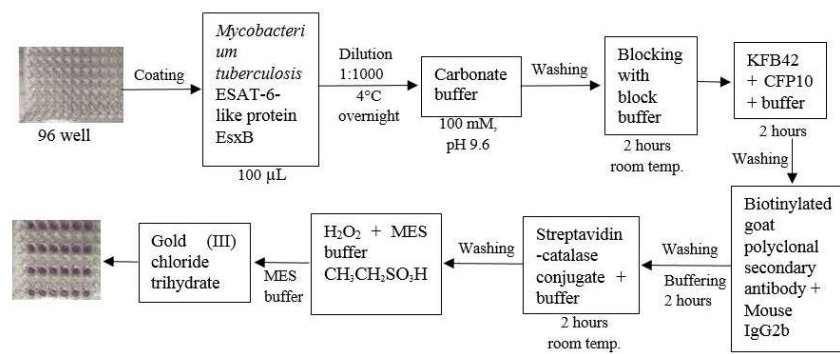 96 well
Coating
Mycobacteri
um
tuberculosis
ESAT-6-
like protein
EsxB
100 µL
Dilution
1:1000
4°C
overnight
Carbonate
buffer
100 mM,
pH 9.6
Washing
Blocking
with
block
buffer
2 hours
room temp.
KFB42
+ CFP10
+ buffer
2 hours
Washing
Biotinylated
goat
polyclonal
secondary
antibody +
Mouse
IgG2b
Washing
Buffering
2 hours
Streptavidin
-catalase
conjugate +
buffer
2 hours
room temp.
Washing
H₂O₂ + MES
buffer
CH₃CH₂SO₃H
MES
buffer
Gold (III)
chloride
trihydrate